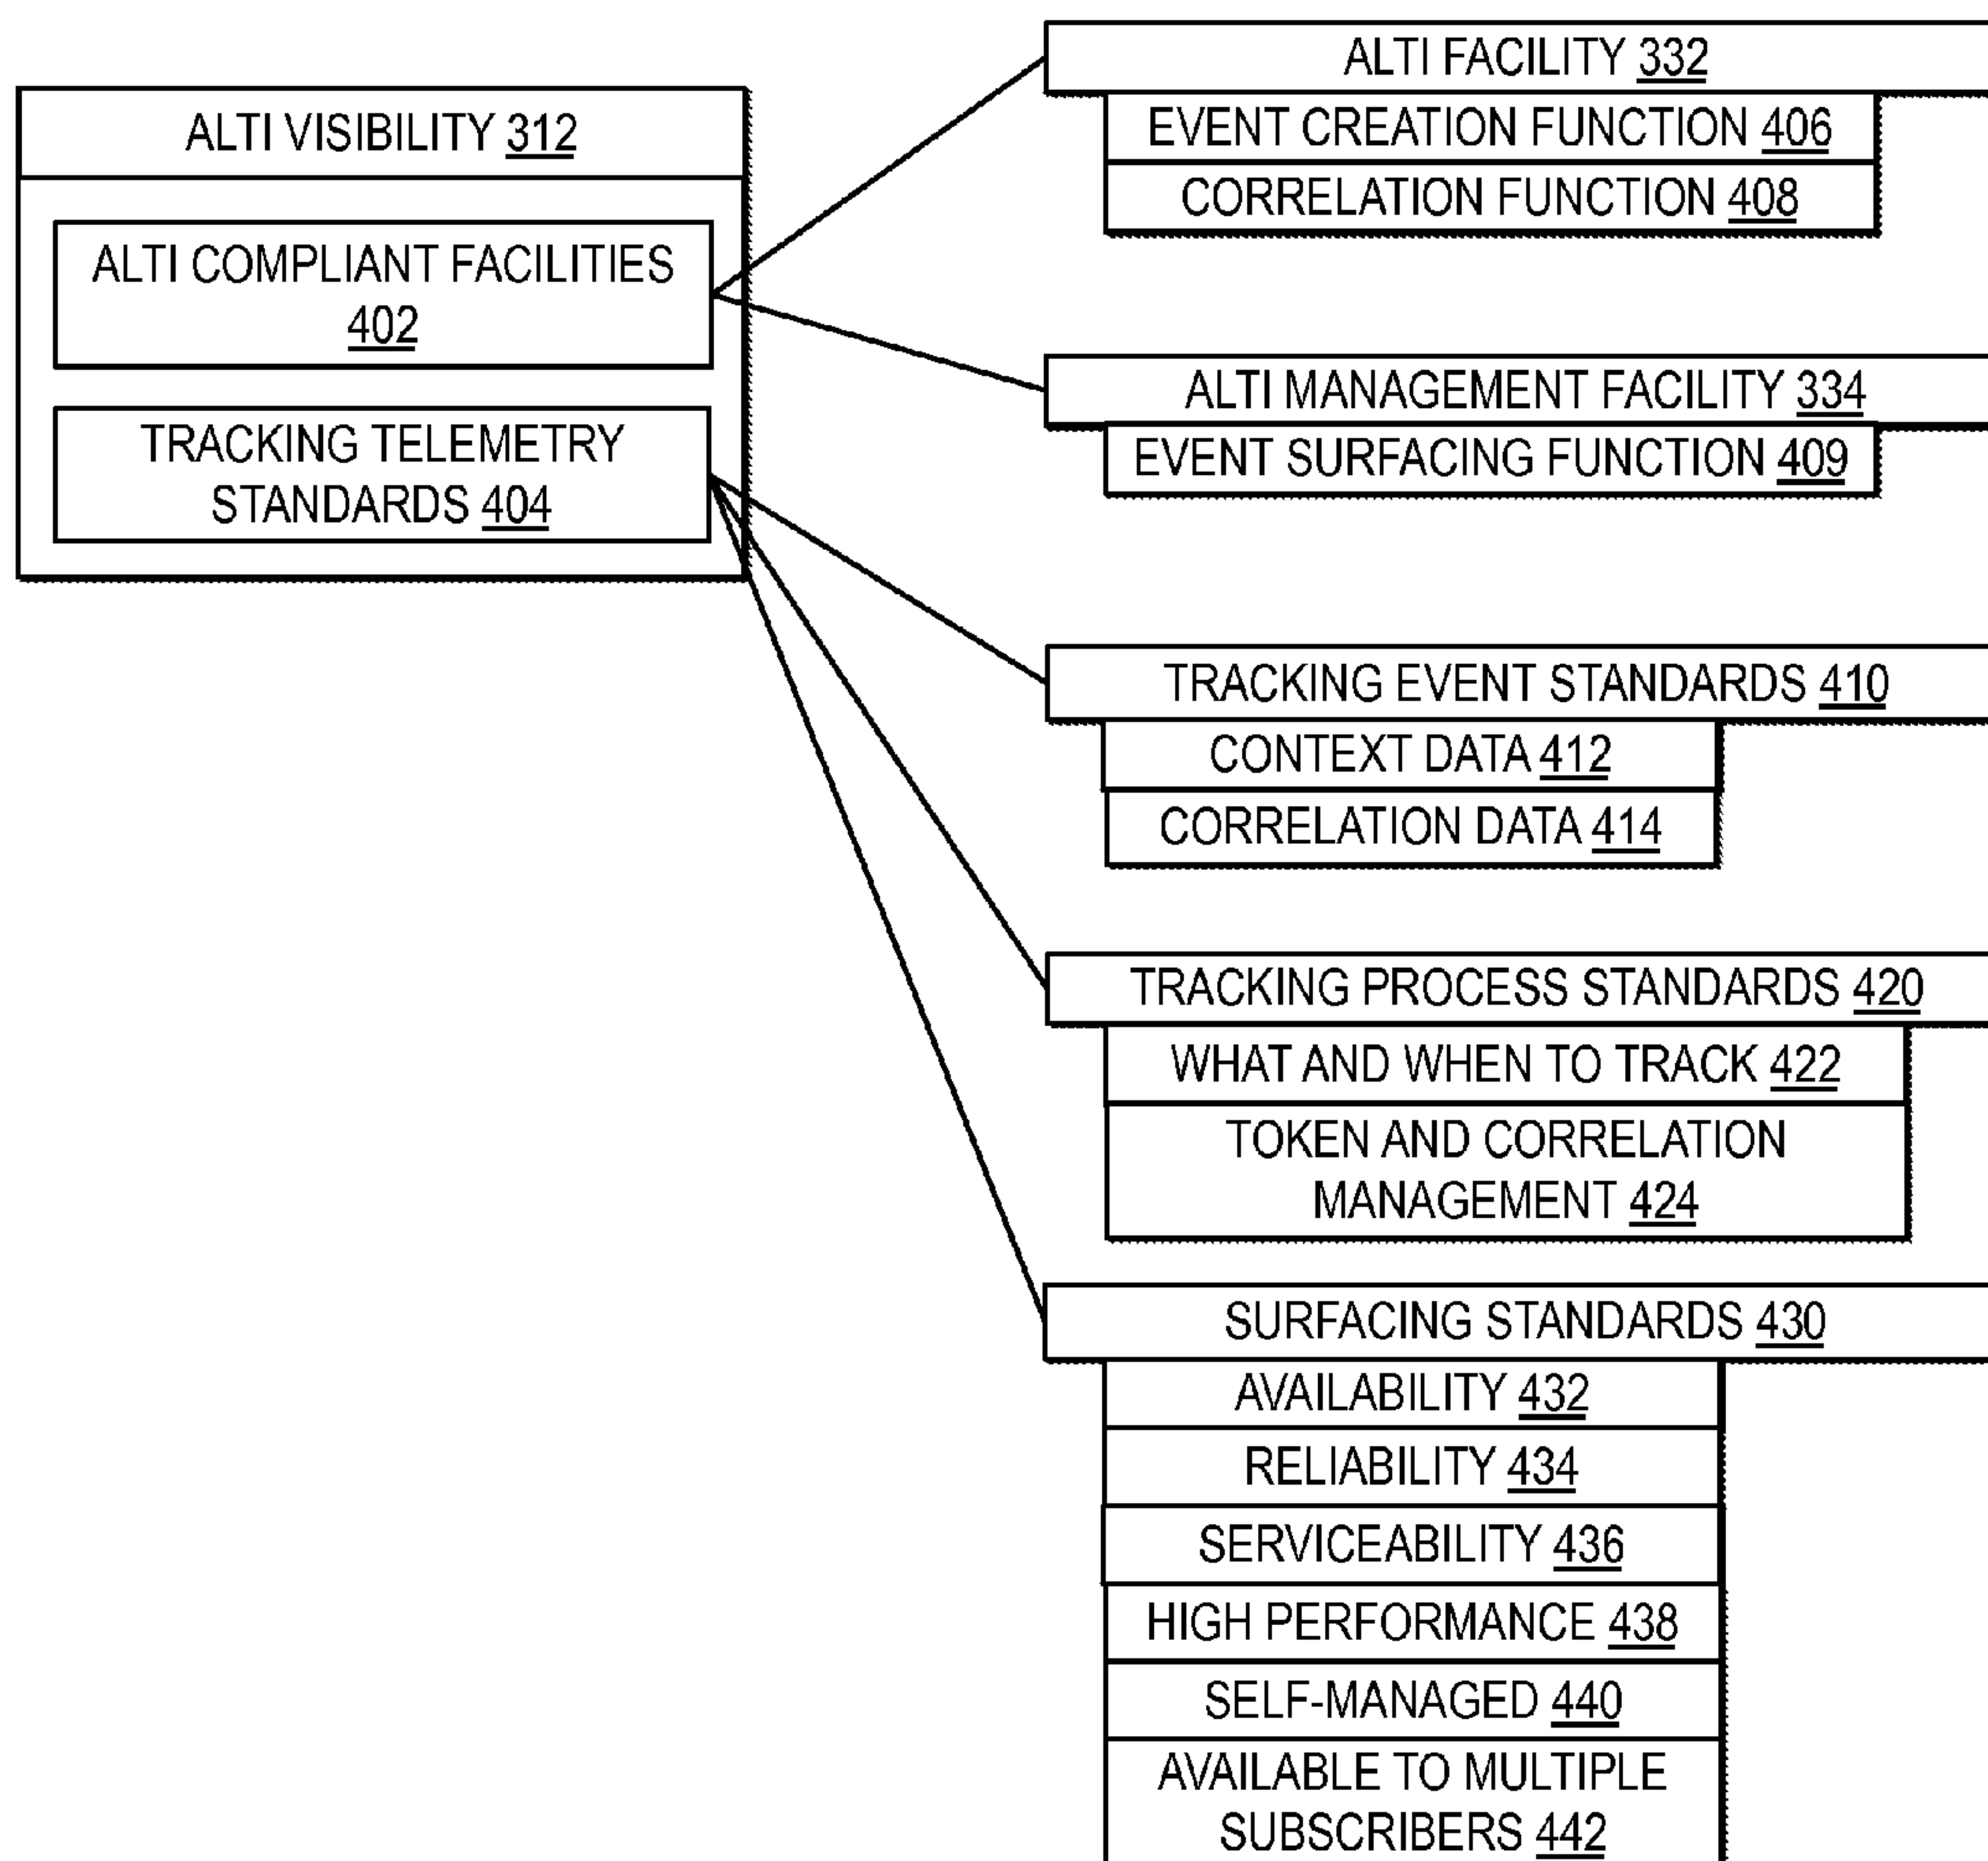 ALTI VISIBILITY 312
ALTI COMPLIANT FACILITIES
402
TRACKING TELEMETRY
STANDARDS 404
ALTI FACILITY 332
EVENT CREATION FUNCTION 406
CORRELATION FUNCTION 408
ALTI MANAGEMENT FACILITY 334
EVENT SURFACING FUNCTION 409
TRACKING EVENT STANDARDS 410
CONTEXT DATA 412
CORRELATION DATA 414
TRACKING PROCESS STANDARDS 420
WHAT AND WHEN TO TRACK 422
TOKEN AND CORRELATION
MANAGEMENT 424
SURFACING STANDARDS 430
AVAILABILITY 432
RELIABILITY 434
SERVICEABILITY 436
HIGH PERFORMANCE 438
SELF-MANAGED 440
AVAILABLE TO MULTIPLE
SUBSCRIBERS 442